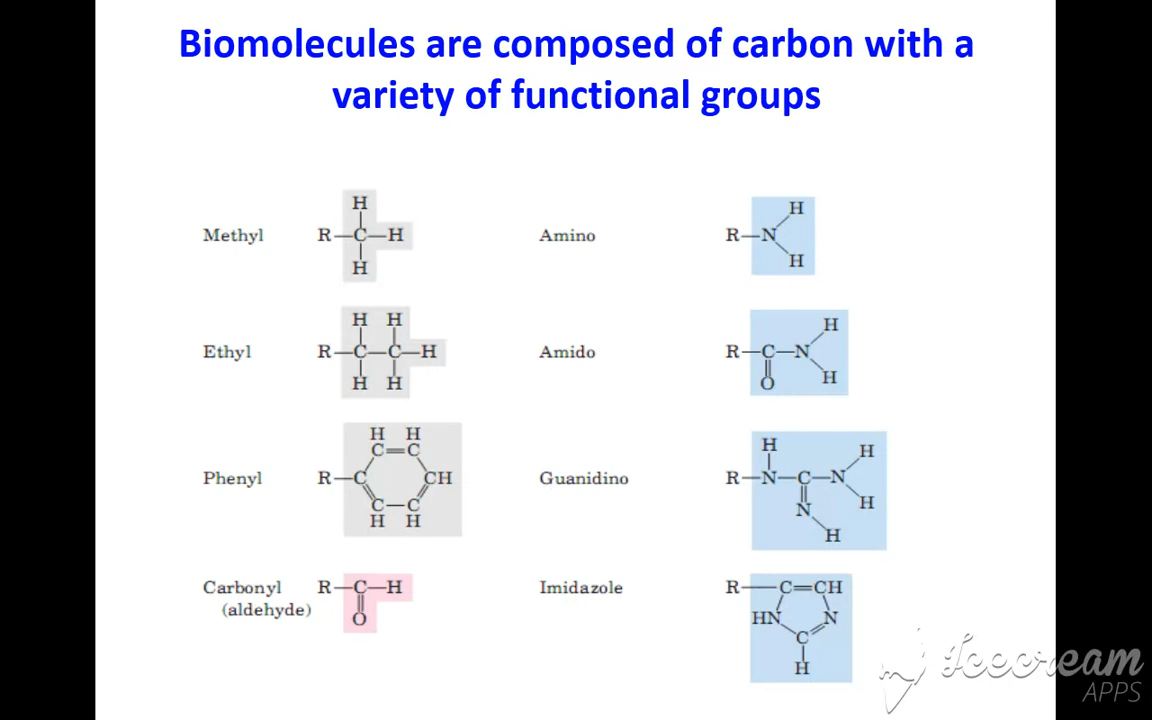 Biomolecules are composed of carbon with a
variety of functional groups
Methyl
H
R—C—H
H
Amino
H
R—N
H
Ethyl
H H
R—C—C—H
H H
Amido
H
R—C—N
O
H
Phenyl
H H
C=C
R—C CH
C—C
H H
Guanidino
H
H
R—N—C—N
H
N
H
Carbonyl
(aldehyde)
R—C—H
O
Imidazole
R—C=CH
HN N
C
H
Icecream
APPS